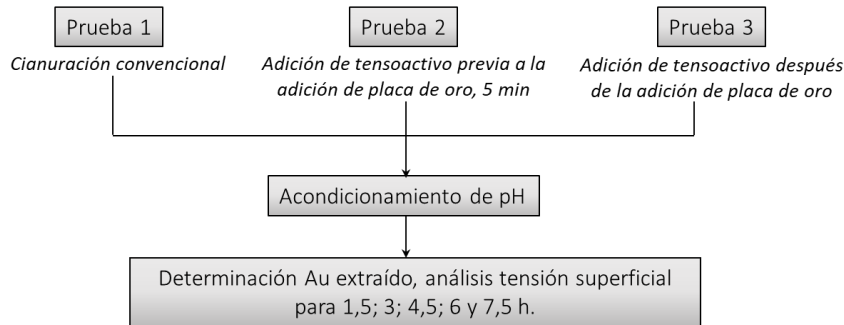 Prueba 1
Cianuración convencional
Prueba 2
Adición de tensoactivo previa a la
adición de placa de oro, 5 min
Prueba 3
Adición de tensoactivo después
de la adición de placa de oro
Acondicionamiento de pH
Determinación Au extraído, análisis tensión superficial
para 1,5; 3; 4,5; 6 y 7,5 h.